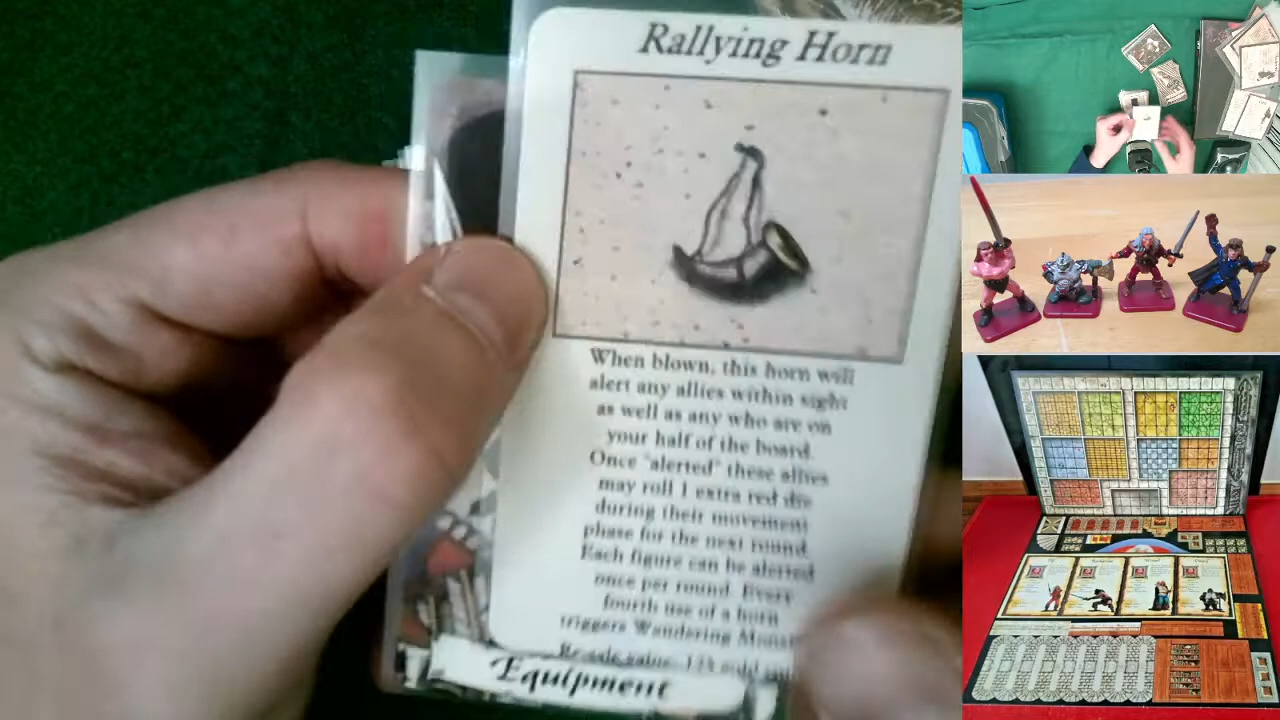 Rallying Horn
When blown, this horn will
alert any allies within sight
as well as any who are on
your half of the board.
Once "alerted" these allies
may roll 1 extra red die
during their movement
phase for the next round.
Each figure can be alerted
once per round. Every
fourth use of a horn
triggers Wandering
Re-sale value:
Equipment